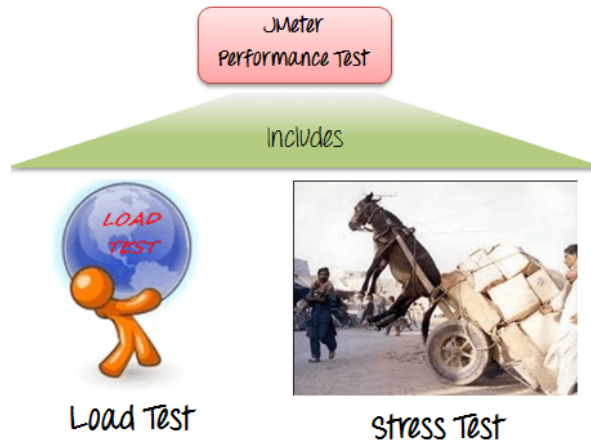 JMeter
Performance Test
Includes
LOAD
TEST
Load Test
Stress Test